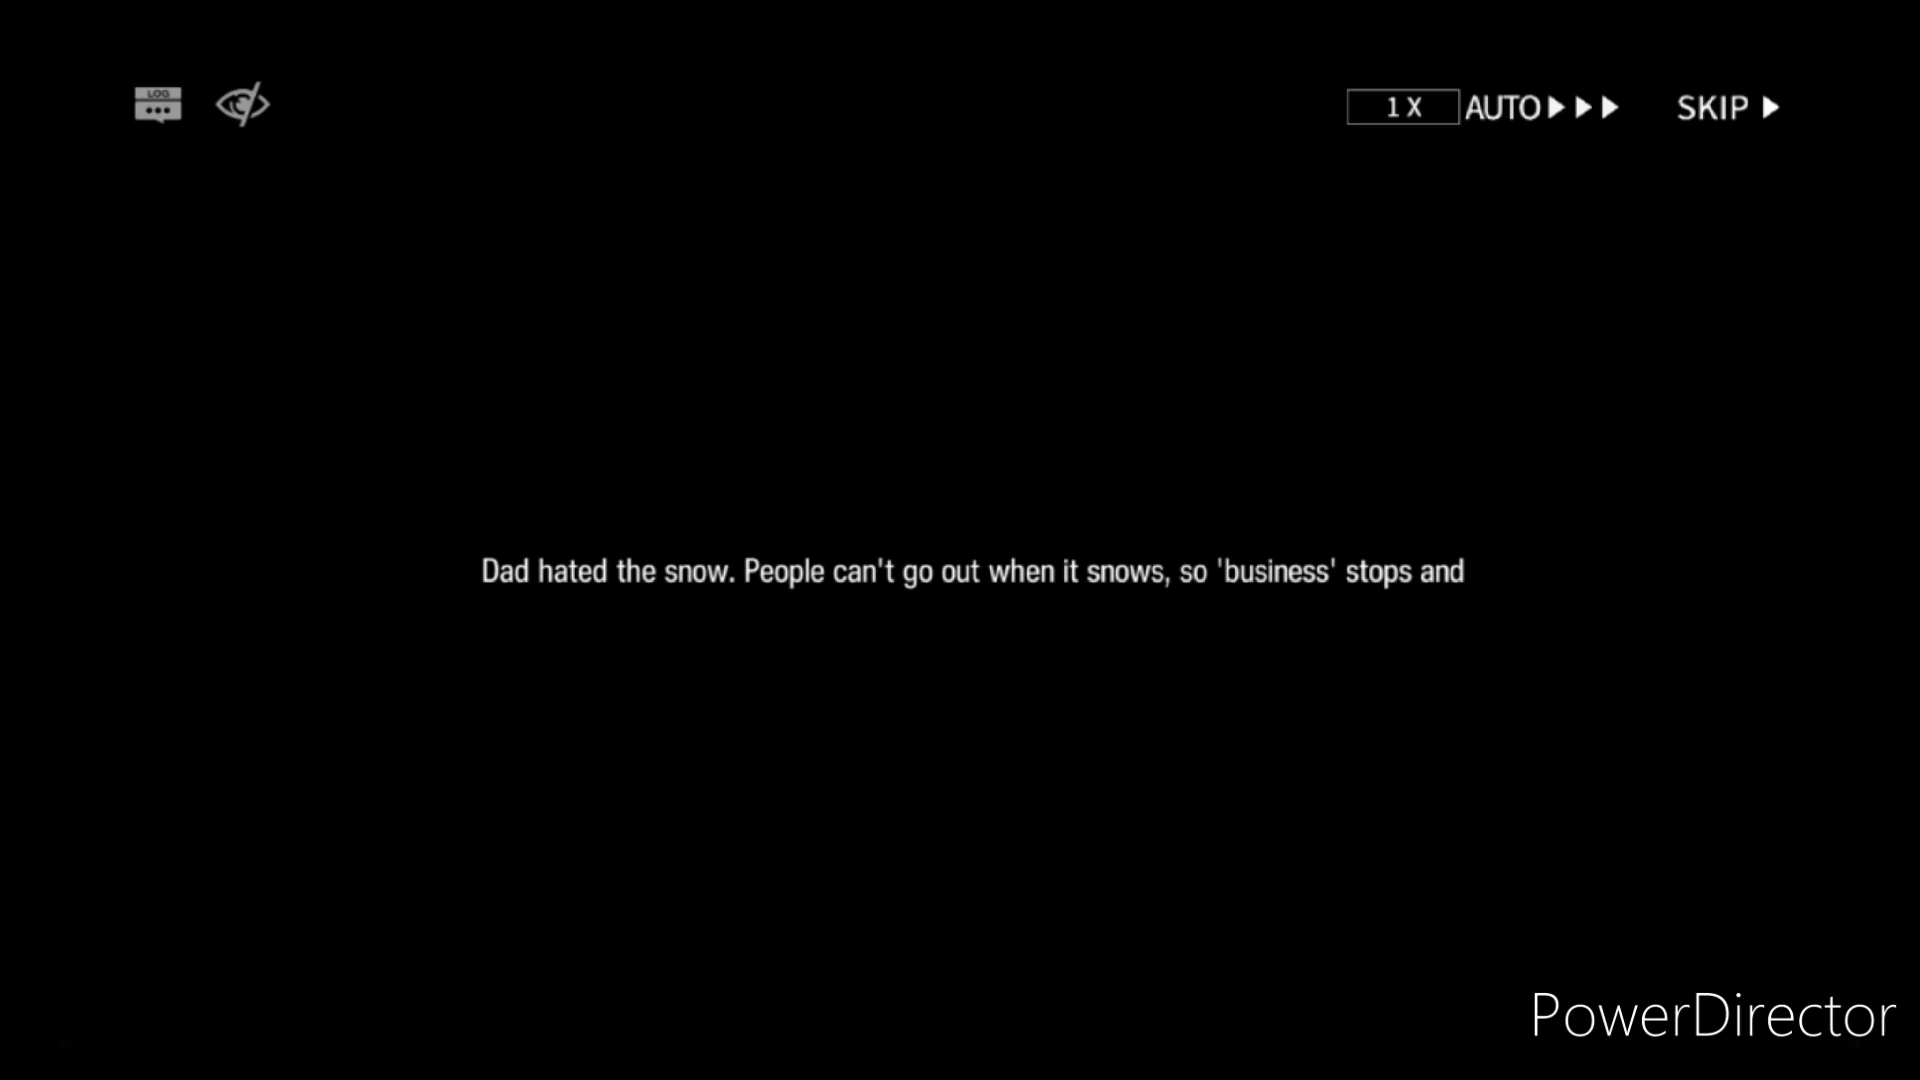 LOG
1 X AUTO SKIP
Dad hated the snow. People can't go out when it snows, so 'business' stops and
PowerDirector